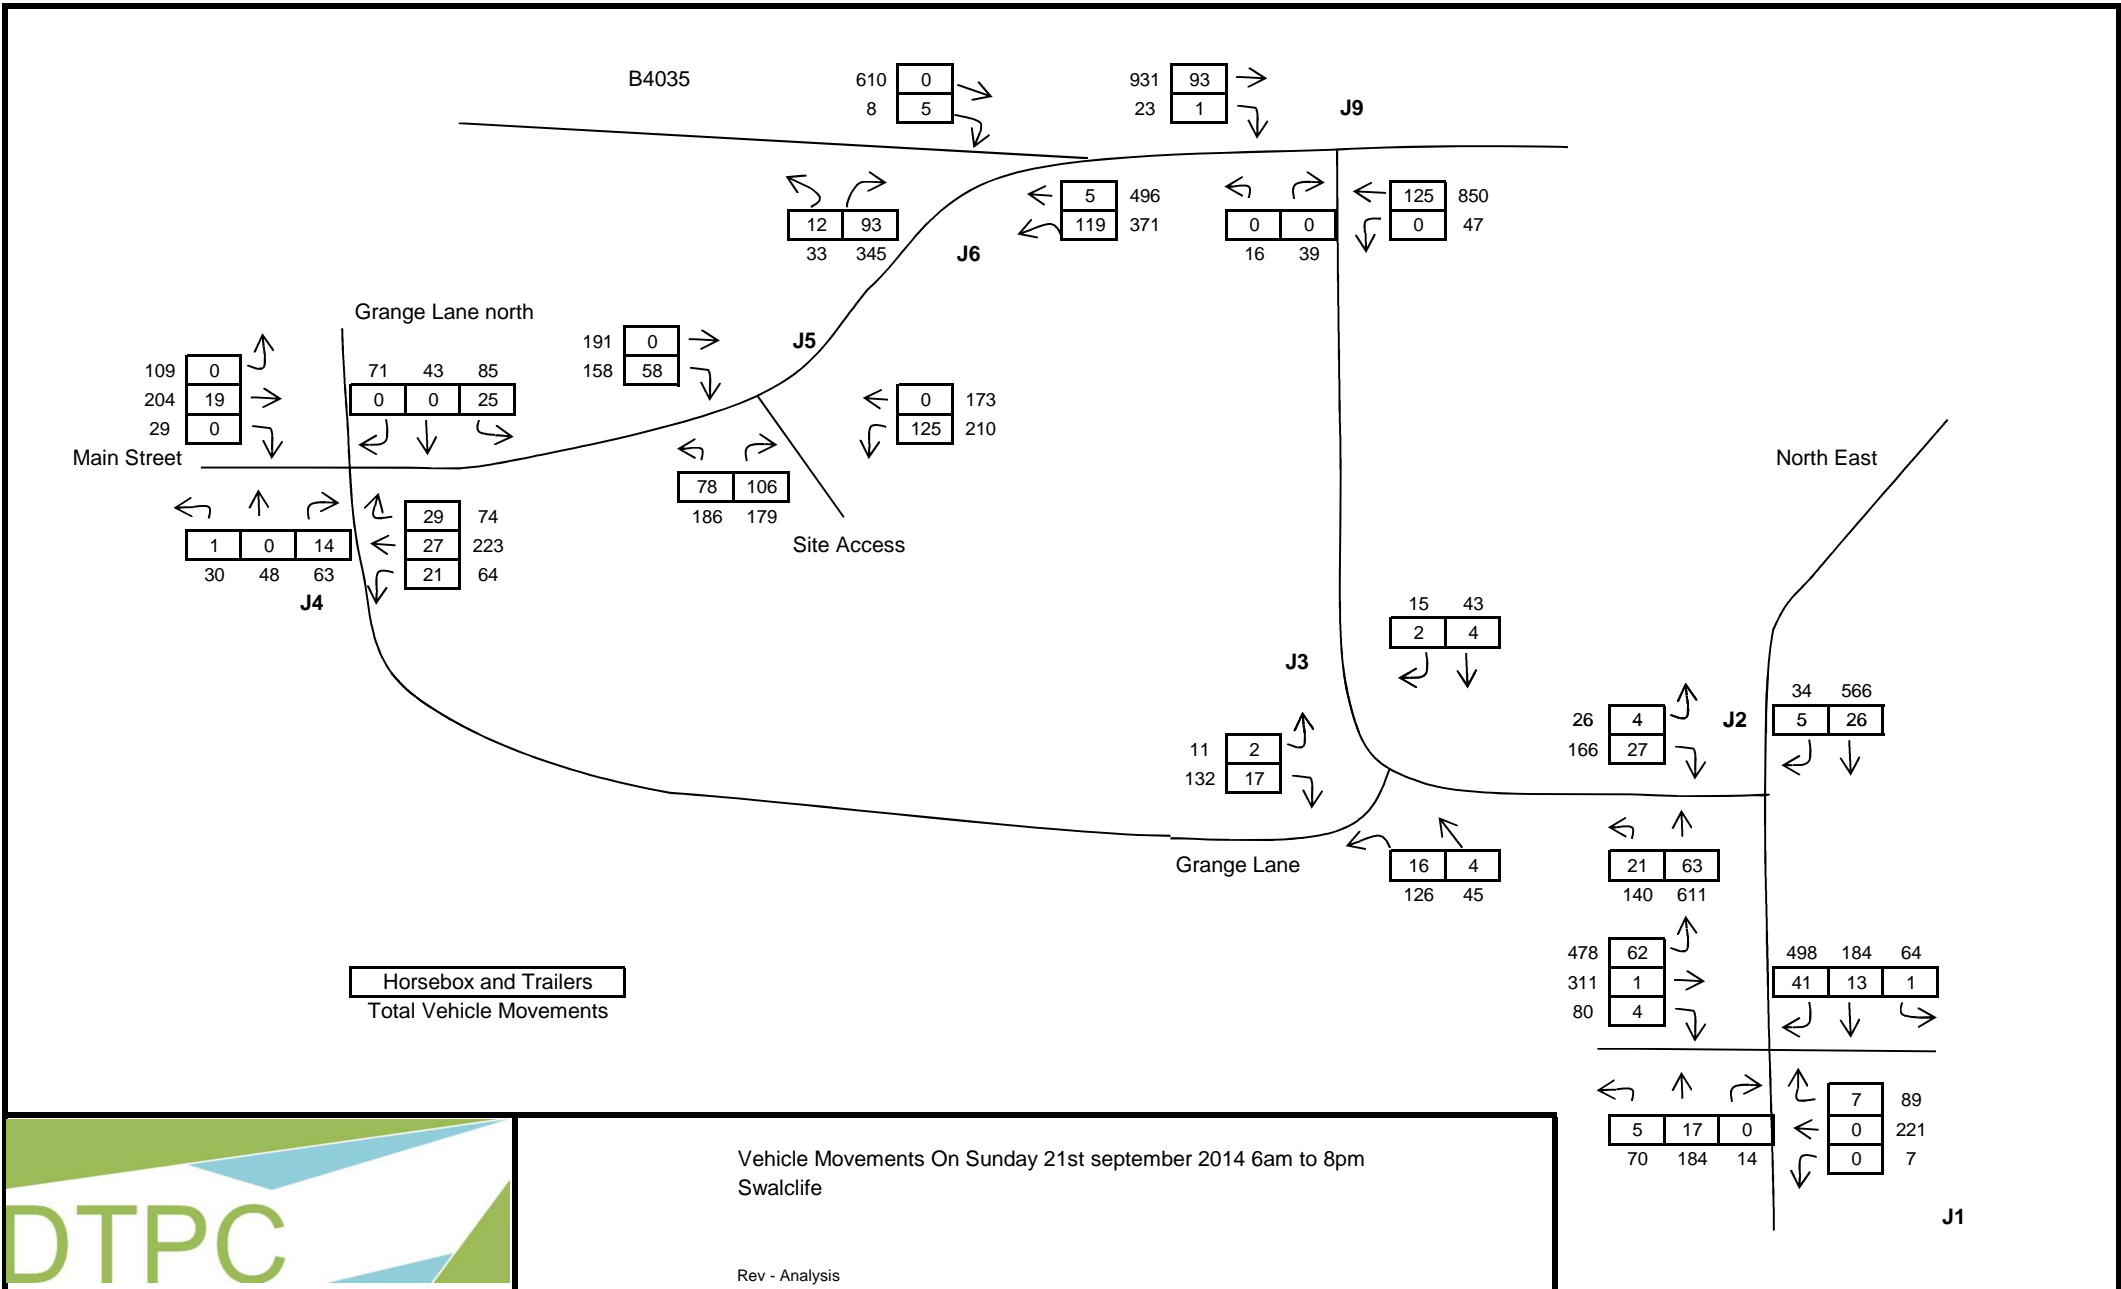 B4035
610 0
8 5
931 93
23 1
J9
12 93
33 345
5 496
119 371
J6
0 0
16 39
125 850
0 47
Grange Lane north
109 0
204 19
29 0
71 43 85
0 0 25
Main Street
191 0
158 58
J5
0 173
125 210
78 106
186 179
Site Access
1 0 14
30 48 63
J4
29 74
27 223
21 64
North East
15 43
2 4
J3
11 2
132 17
Grange Lane
16 4
126 45
26 4
166 27
J2
34 566
5 26
21 63
140 611
478 62
311 1
80 4
498 184 64
41 13 1
5 17 0
70 184 14
7 89
0 221
0 7
J1
Horsebox and Trailers
Total Vehicle Movements
DTPC
Vehicle Movements On Sunday 21st september 2014 6am to 8pm
Swalclife
Rev - Analysis